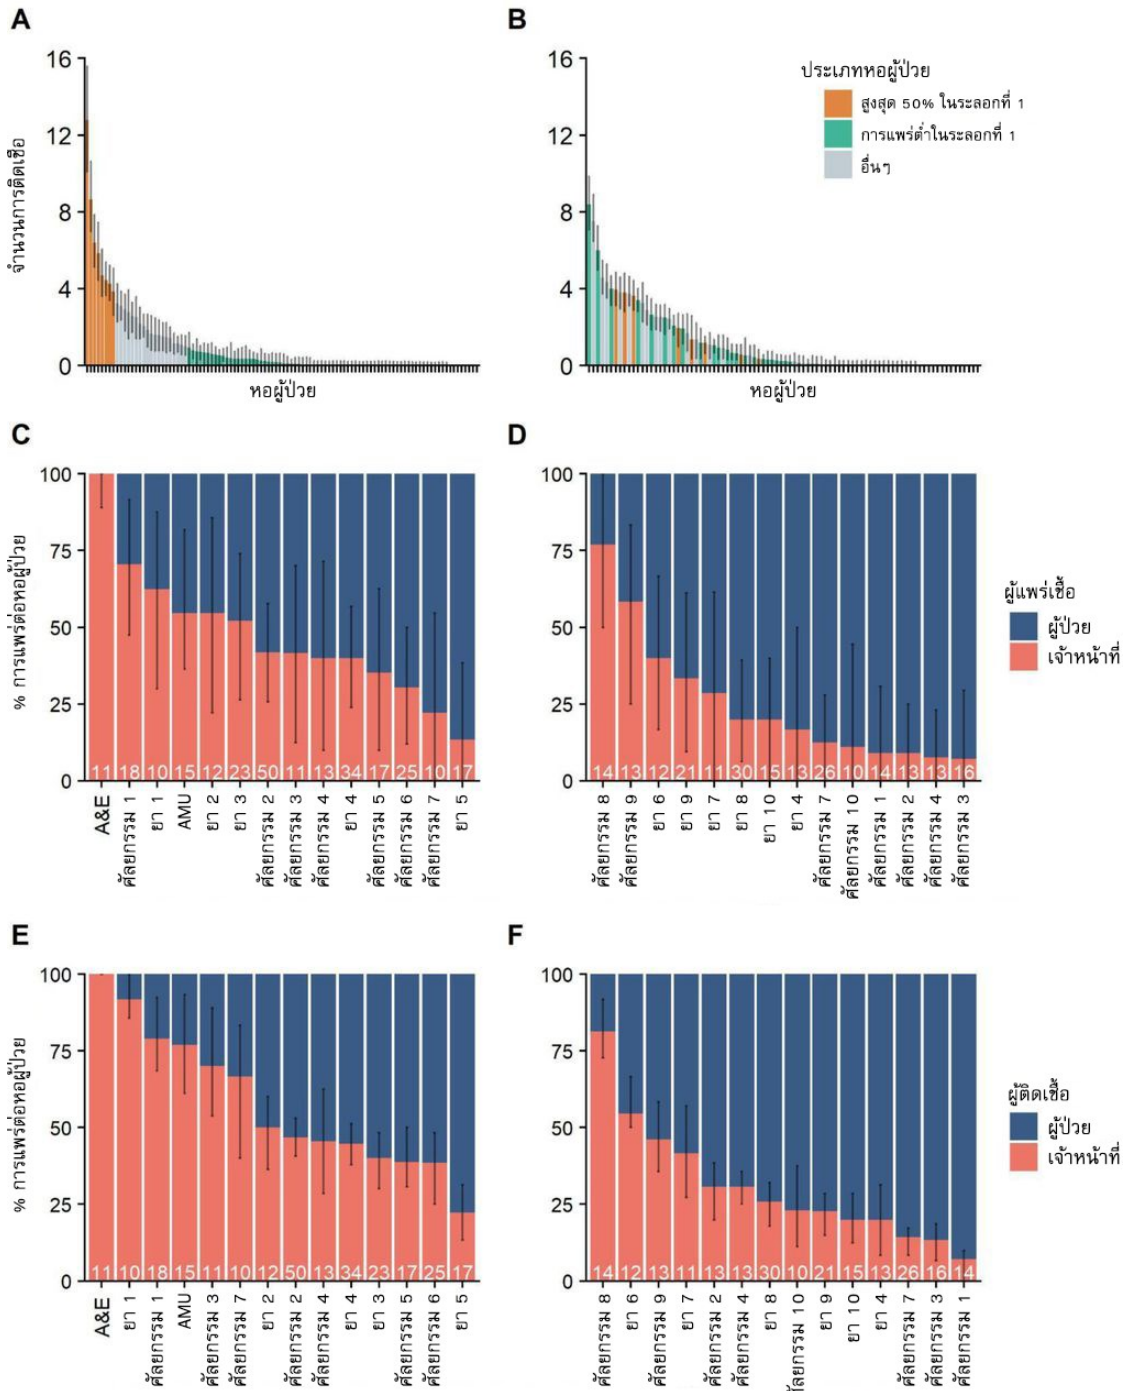 A
จำนวนการติดเชื้อ
16
12
8
4
0
หอผู้ป่วย
B
16
12
8
4
0
หอผู้ป่วย
ประเภทหอผู้ป่วย
สูงสุด 50% ในระลอกที่ 1
การแพร่ต่ำในระลอกที่ 1
อื่นๆ
C
% การแพร่ต่อหอผู้ป่วย
100
75
50
25
0
11 18 10 15 12 23 50 11 13 34 17 25 10 17
A&E
ศัลยกรรม 1
ยา 1
AMU
ยา 2
ยา 3
ศัลยกรรม 2
ศัลยกรรม 3
ศัลยกรรม 4
ยา 4
ศัลยกรรม 5
ศัลยกรรม 6
ศัลยกรรม 7
ยา 5
D
100
75
50
25
0
14 13 12 21 11 30 15 13 26 10 14 13 13 16
ศัลยกรรม 8
ศัลยกรรม 9
ยา 6
ยา 9
ยา 7
ยา 8
ยา 10
ยา 4
ศัลยกรรม 7
ศัลยกรรม 10
ศัลยกรรม 1
ศัลยกรรม 2
ศัลยกรรม 4
ศัลยกรรม 3
ผู้แพร่เชื้อ
ผู้ป่วย
เจ้าหน้าที่
E
% การแพร่ต่อหอผู้ป่วย
100
75
50
25
0
11 10 18 15 11 10 12 50 13 34 23 17 25 17
A&E
ยา 1
ศัลยกรรม 1
AMU
ศัลยกรรม 3
ศัลยกรรม 7
ยา 2
ศัลยกรรม 2
ศัลยกรรม 4
ยา 4
ยา 3
ศัลยกรรม 5
ศัลยกรรม 6
ยา 5
F
100
75
50
25
0
14 12 13 11 13 13 30 10 21 15 13 26 16 14
ศัลยกรรม 8
ยา 6
ศัลยกรรม 9
ยา 7
ศัลยกรรม 2
ศัลยกรรม 4
ยา 8
ศัลยกรรม 10
ยา 9
ยา 10
ยา 4
ศัลยกรรม 7
ศัลยกรรม 3
ศัลยกรรม 1
ผู้ติดเชื้อ
ผู้ป่วย
เจ้าหน้าที่